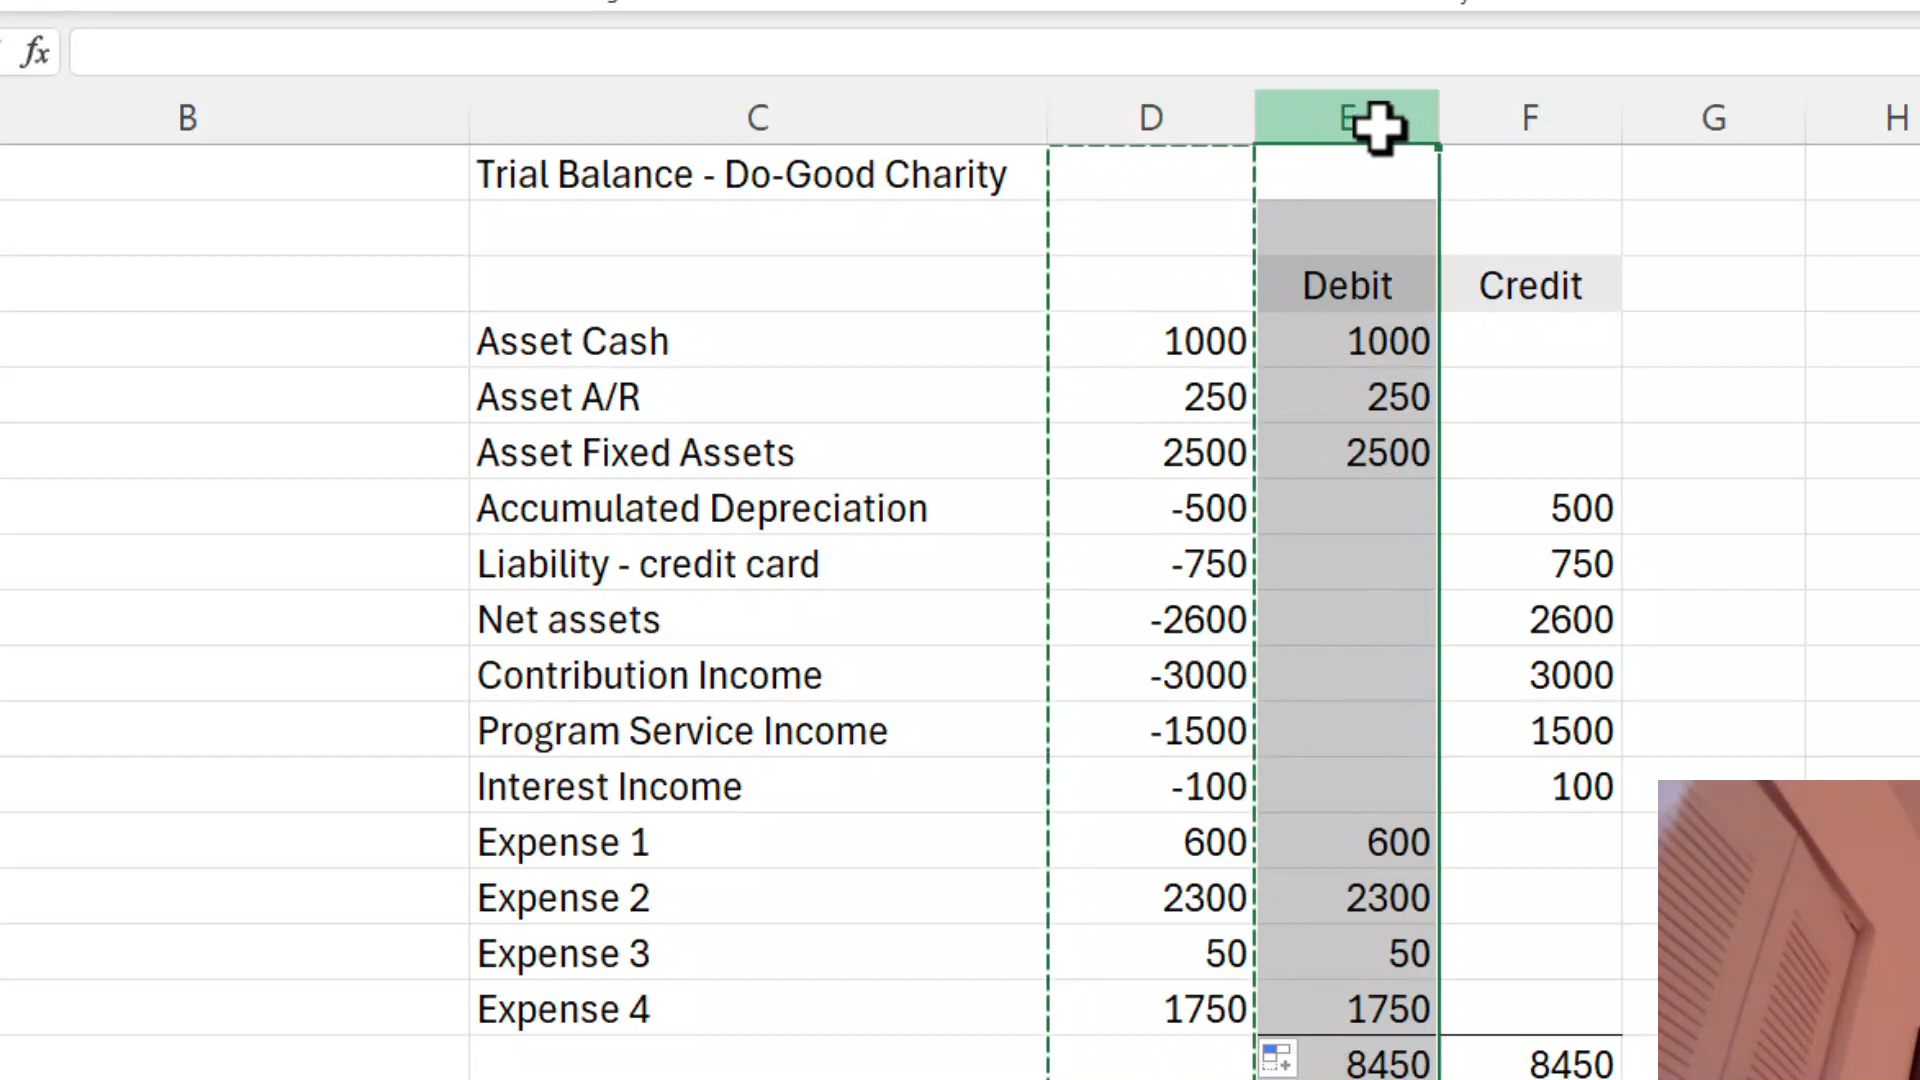 fx
B C D E F G H
Trial Balance - Do-Good Charity
Debit Credit
Asset Cash 1000 1000
Asset A/R 250 250
Asset Fixed Assets 2500 2500
Accumulated Depreciation -500 500
Liability - credit card -750 750
Net assets -2600 2600
Contribution Income -3000 3000
Program Service Income -1500 1500
Interest Income -100 100
Expense 1 600 600
Expense 2 2300 2300
Expense 3 50 50
Expense 4 1750 1750
8450 8450